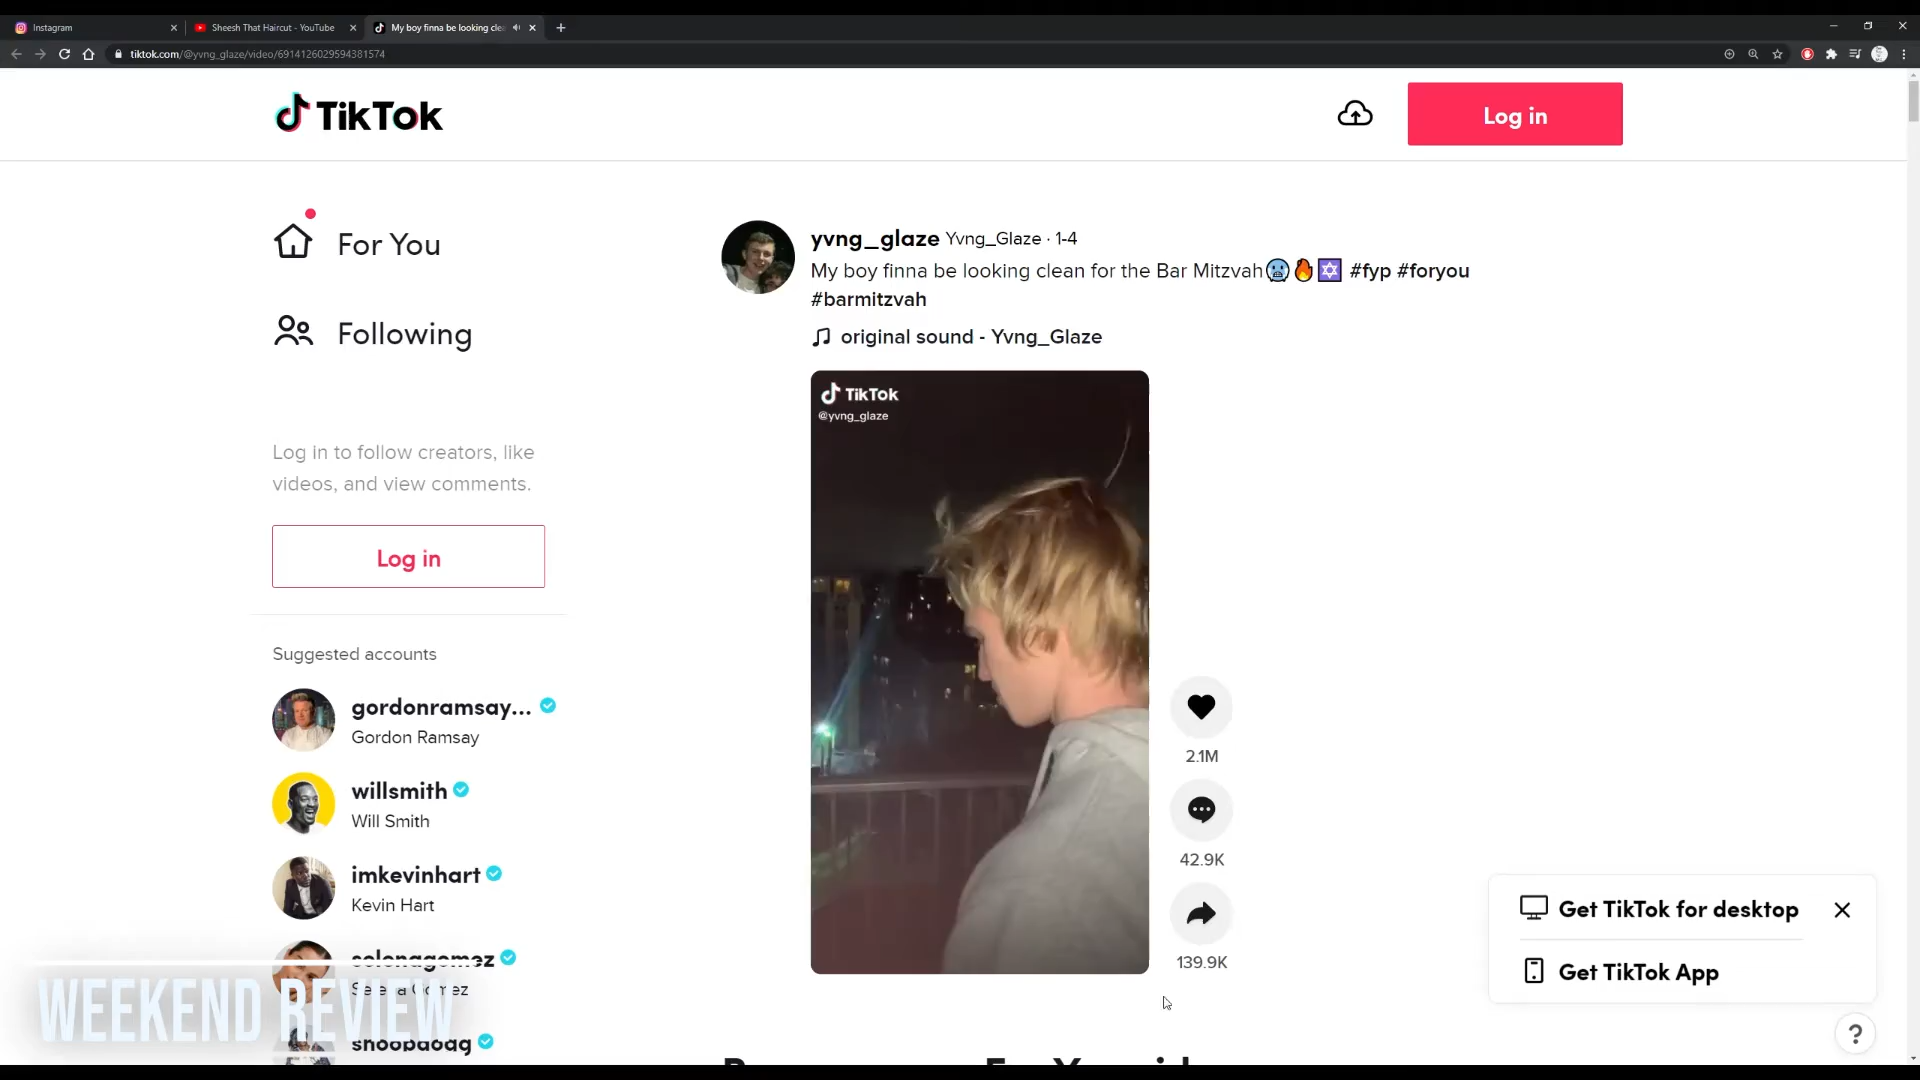 Instagram
Sheesh That Haircut - YouTube
My boy finna be looking clea
tiktok.com/@yvng_glaze/video/6914126029594381574
TikTok
Log in
For You
Following
Log in to follow creators, like
videos, and view comments.
Log in
Suggested accounts
gordonramsay...
Gordon Ramsay
willsmith
Will Smith
imkevinhart
Kevin Hart
selenagomez
Selena Gomez
snoopdogg
WEEKEND REVIEW
yvng_glaze Yvng_Glaze · 1-4
My boy finna be looking clean for the Bar Mitzvah🥶🔥🔯 #fyp #foryou
#barmitzvah
original sound - Yvng_Glaze
TikTok
@yvng_glaze
2.1M
42.9K
139.9K
Get TikTok for desktop
Get TikTok App
?